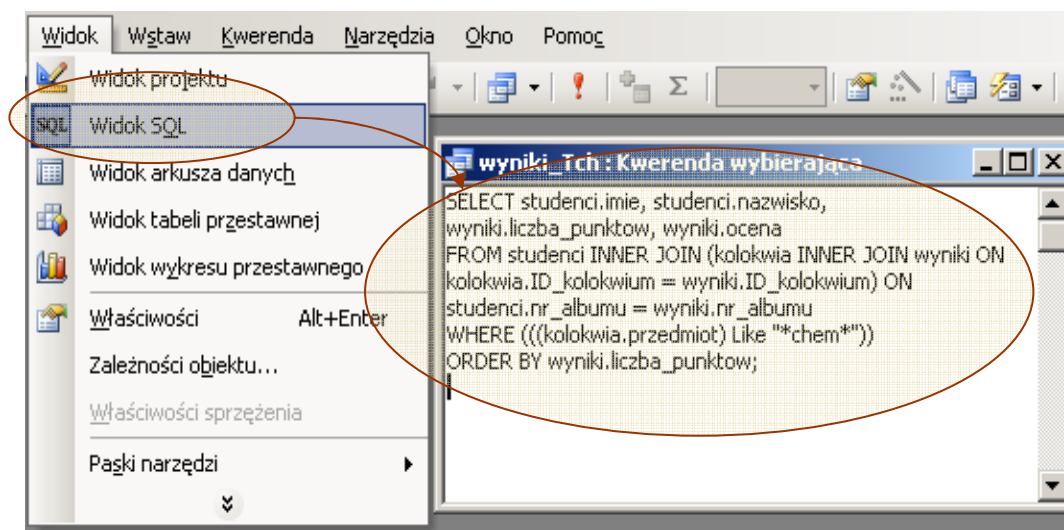 Widok Wstaw Kwerenda Narzędzia Okno Pomoc
Widok projektu
SQL Widok SQL
Widok arkusza danych
Widok tabeli przestawnej
Widok wykresu przestawnego
Właściwości Alt+Enter
Zależności obiektu...
Właściwości sprzężenia
Paski narzędzi
wyniki_Tch : Kwerenda wybierająca
SELECT studenci.imie, studenci.nazwisko,
wyniki.liczba_punktow, wyniki.ocena
FROM studenci INNER JOIN (kolokwia INNER JOIN wyniki ON
kolokwia.ID_kolokwium = wyniki.ID_kolokwium) ON
studenci.nr_albumu = wyniki.nr_albumu
WHERE (((kolokwia.przedmiot) Like "*chem*"))
ORDER BY wyniki.liczba_punktow;